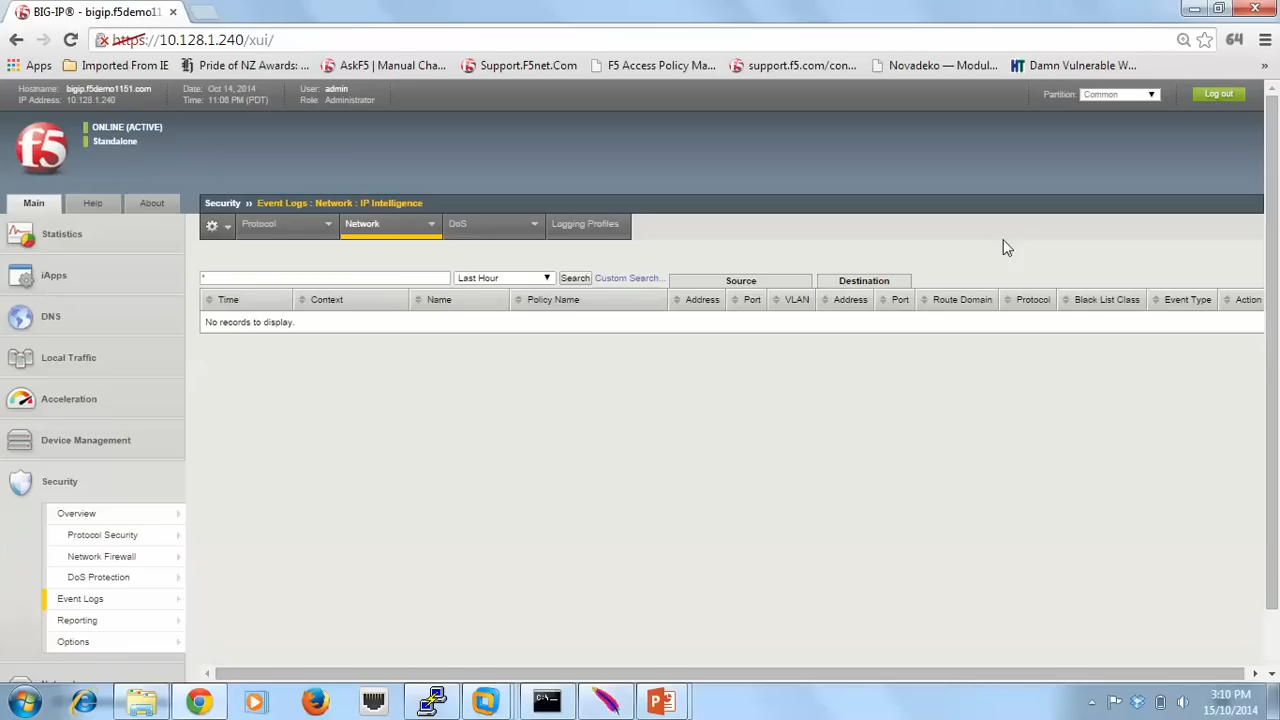 BIG-IP® - bigip.f5demo11
https://10.128.1.240/xui/
Apps Imported From IE Pride of NZ Awards: ... AskF5 | Manual Cha... Support.F5Net.Com F5 Access Policy Ma... support.f5.com/con... Novadeko — Modul... Damn Vulnerable W... »
Hostname: bigip.f5demo1151.com Date: Oct 14, 2014 User: admin
IP Address: 10.128.1.240 Time: 11:08 PM (PDT) Role: Administrator
Partition: Common Log out
f5
ONLINE (ACTIVE)
Standalone
Main Help About
Security »» Event Logs : Network : IP Intelligence
Protocol Network DoS Logging Profiles
* Last Hour Search Custom Search... Source Destination
Time Context Name Policy Name Address Port VLAN Address Port Route Domain Protocol Black List Class Event Type Action
No records to display.
Statistics
iApps
DNS
Local Traffic
Acceleration
Device Management
Security
Overview
Protocol Security
Network Firewall
DoS Protection
Event Logs
Reporting
Options
3:10 PM
15/10/2014